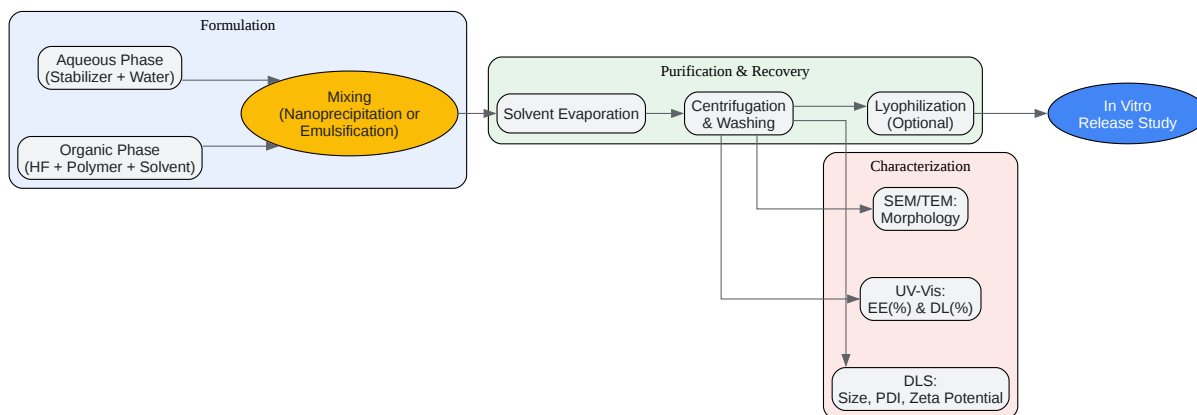 Formulation
Aqueous Phase
(Stabilizer + Water)
Organic Phase
(HF + Polymer + Solvent)
Mixing
(Nanoprecipitation or
Emulsification)
Purification & Recovery
Solvent Evaporation
Centrifugation
& Washing
Lyophilization
(Optional)
In Vitro
Release Study
Characterization
SEM/TEM:
Morphology
UV-Vis:
EE(%) & DL(%)
DLS:
Size, PDI, Zeta Potential